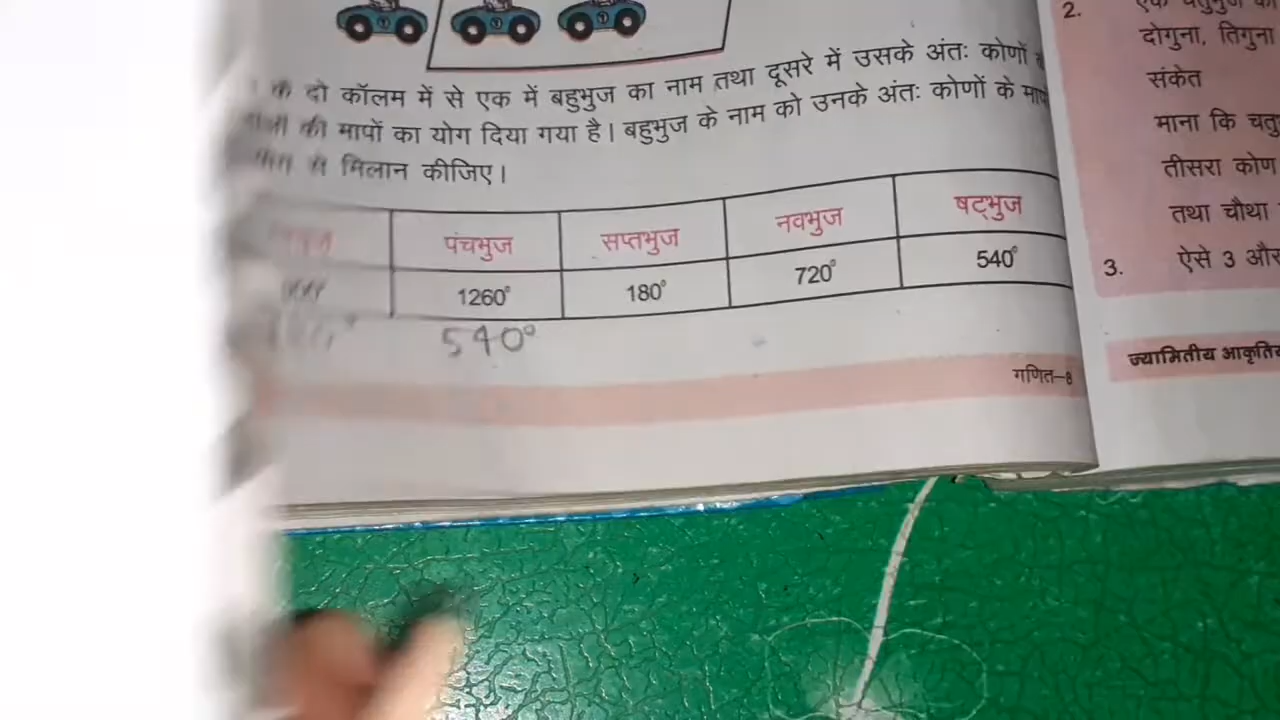 दो कॉलम में से एक में बहुभुज का नाम तथा दूसरे में उसके अंतः कोणों
की मापों का योग दिया गया है। बहुभुज के नाम को उनके अंतः कोणों के
से मिलान कीजिए।
पंचभुज सप्तभुज नवभुज षट्भुज
1260° 180° 720° 540°
540°
गणित–8
2.
दोगुना, तिगुना
संकेत
माना कि
तीसरा कोण
तथा चौथा
3. ऐसे 3 और
ज्यामितीय